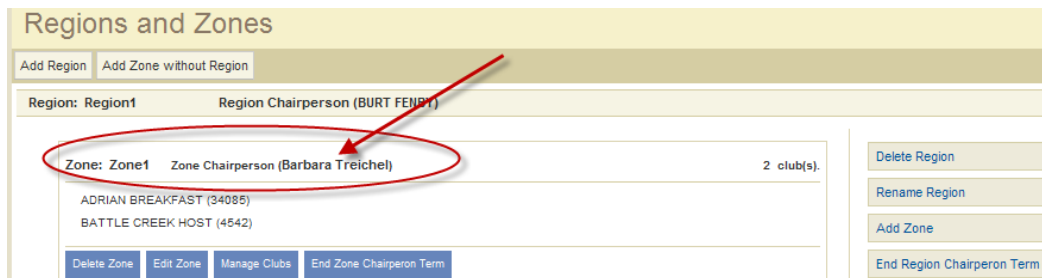 Regions and Zones
Add Region Add Zone without Region
Region: Region1 Region Chairperson (BURT FENBY)
Zone: Zone1 Zone Chairperson (Barbara Treichel) 2 club(s).
ADRIAN BREAKFAST (34085)
BATTLE CREEK HOST (4542)
Delete Zone Edit Zone Manage Clubs End Zone Chairperon Term
Delete Region
Rename Region
Add Zone
End Region Chairperon Term